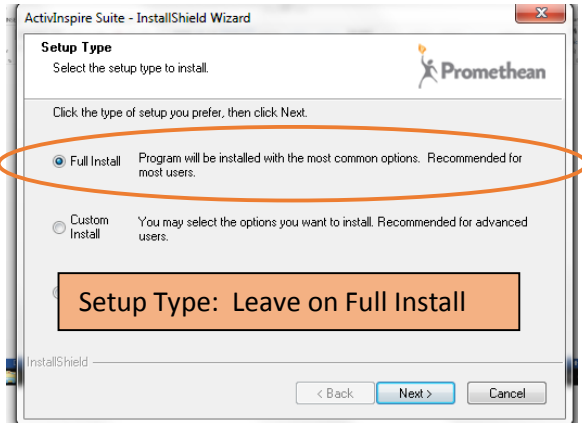 ActivInspire Suite - InstallShield Wizard
Setup Type
Select the setup type to install.
Promethean
Click the type of setup you prefer, then click Next.
Full Install
Program will be installed with the most common options. Recommended for
most users.
Custom
Install
You may select the options you want to install. Recommended for advanced
users.
Setup Type: Leave on Full Install
InstallShield
< Back
Next >
Cancel